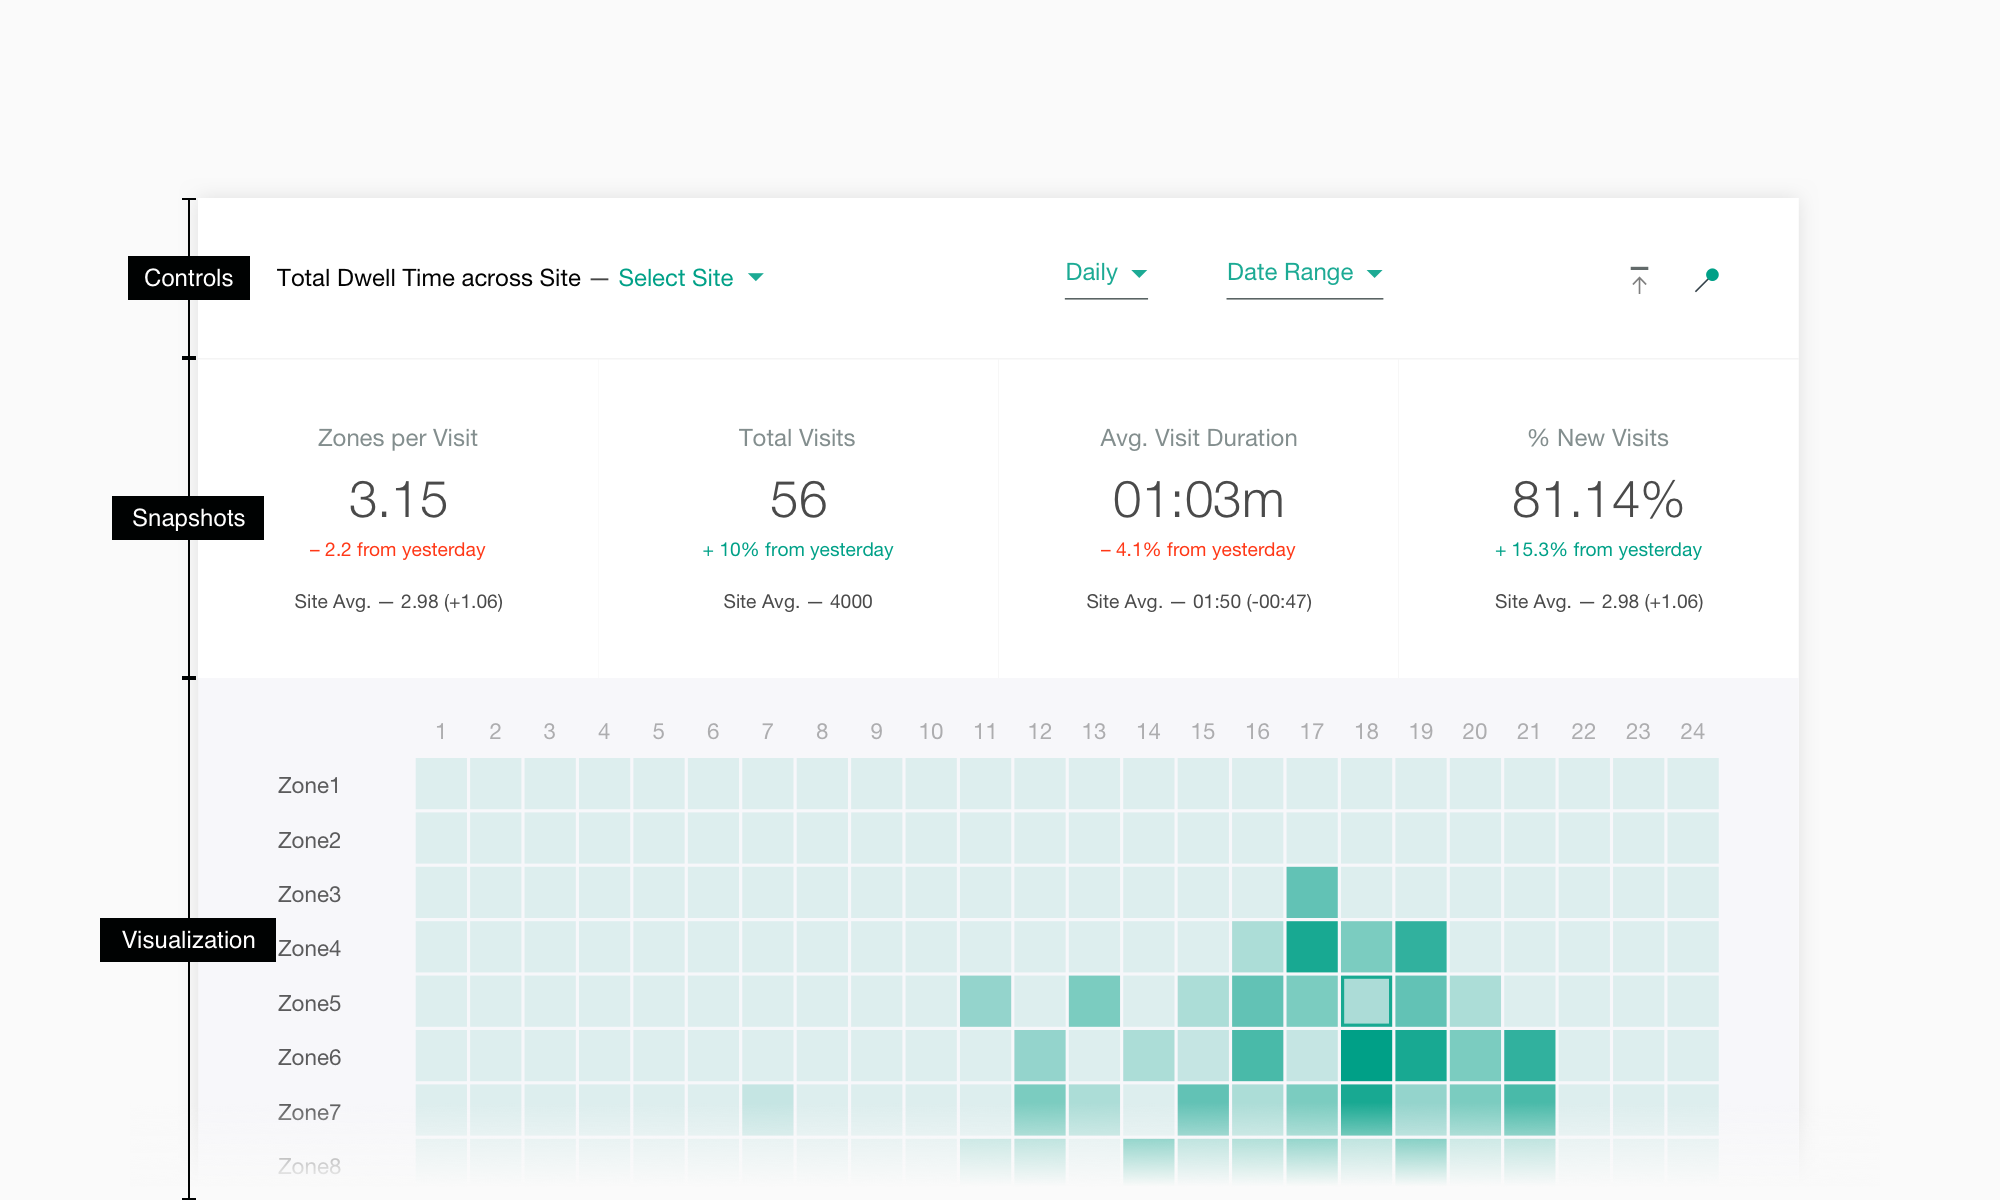 Controls
Total Dwell Time across Site — Select Site
Daily
Date Range
Snapshots
Zones per Visit
3.15
– 2.2 from yesterday
Site Avg. — 2.98 (+1.06)
Total Visits
56
+ 10% from yesterday
Site Avg. — 4000
Avg. Visit Duration
01:03m
– 4.1% from yesterday
Site Avg. — 01:50 (-00:47)
% New Visits
81.14%
+ 15.3% from yesterday
Site Avg. — 2.98 (+1.06)
Visualization
1 2 3 4 5 6 7 8 9 10 11 12 13 14 15 16 17 18 19 20 21 22 23 24
Zone1
Zone2
Zone3
Zone4
Zone5
Zone6
Zone7
Zone8